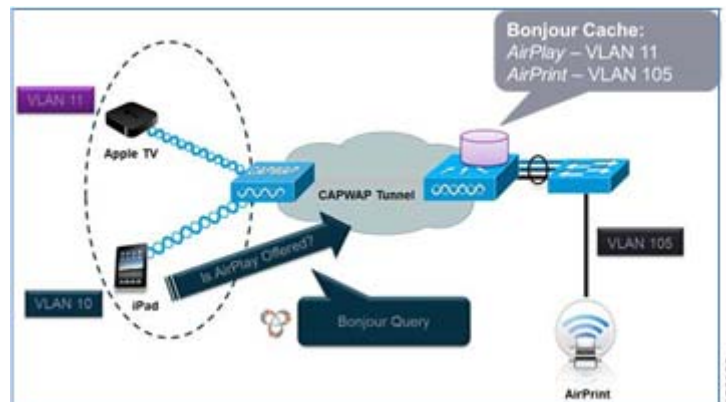 Bonjour Cache:
AirPlay – VLAN 11
AirPrint – VLAN 105
VLAN 11
Apple TV
CAPWAP
CAPWAP Tunnel
Is AirPlay Offered?
VLAN 105
VLAN 10
iPad
Bonjour Query
AirPrint